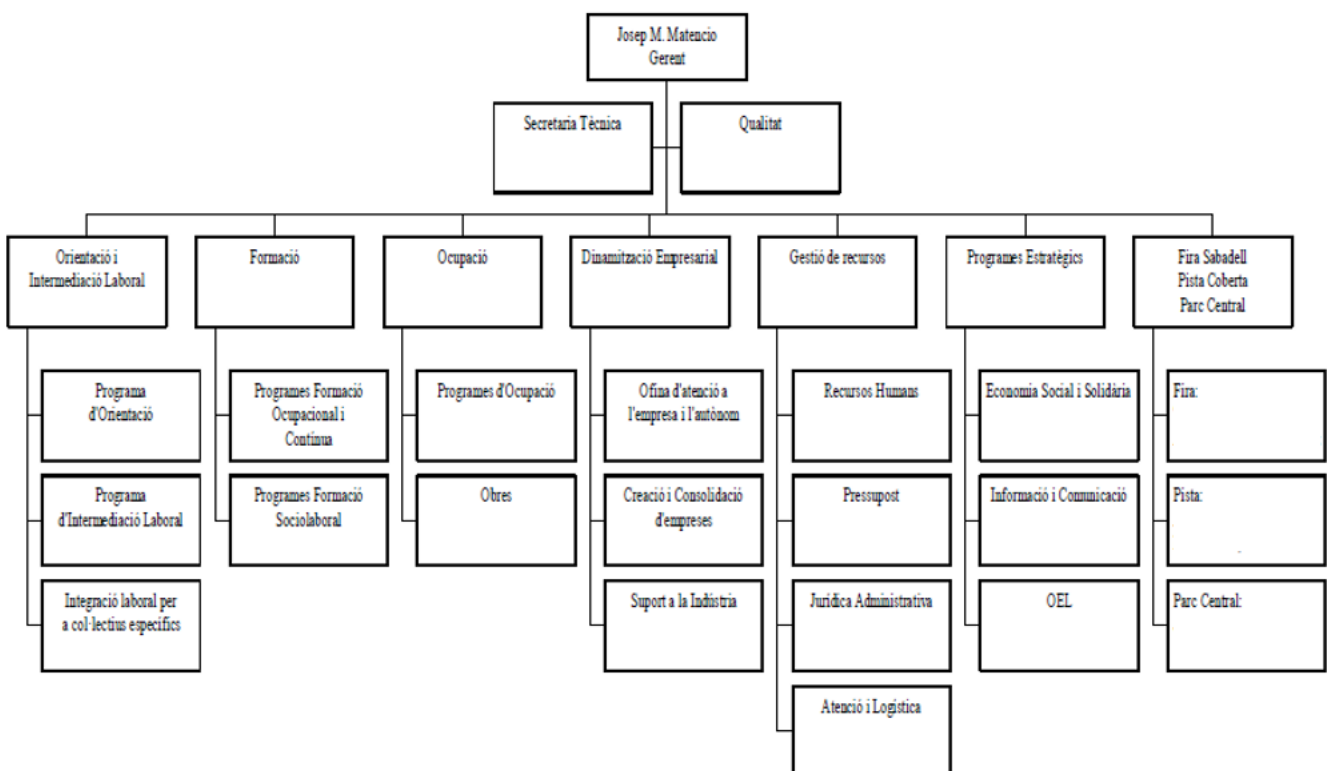 Josep M. Matencio
Gerent
Secretaria Tècnica
Qualitat
Orientació i
Intermediació Laboral
Formació
Ocupació
Dinamització Empresarial
Gestió de recursos
Programes Estratègics
Fira Sabadell
Pista Coberta
Parc Central
Programa
d'Orientació
Programes Formació
Ocupacional i
Contínua
Programes d'Ocupació
Ofina d'atenció a
l'empresa i l'autònom
Recursos Humans
Economia Social i Solidària
Fira:
Programa
d'Intermediació Laboral
Programes Formació
Sociolaboral
Obres
Creació i Consolidació
d'empreses
Pressupost
Informació i Comunicació
Pista:
Integració laboral per
a col·lectius específics
Suport a la Indústria
Jurídica Administrativa
OEL
Parc Central:
Atenció i Logística